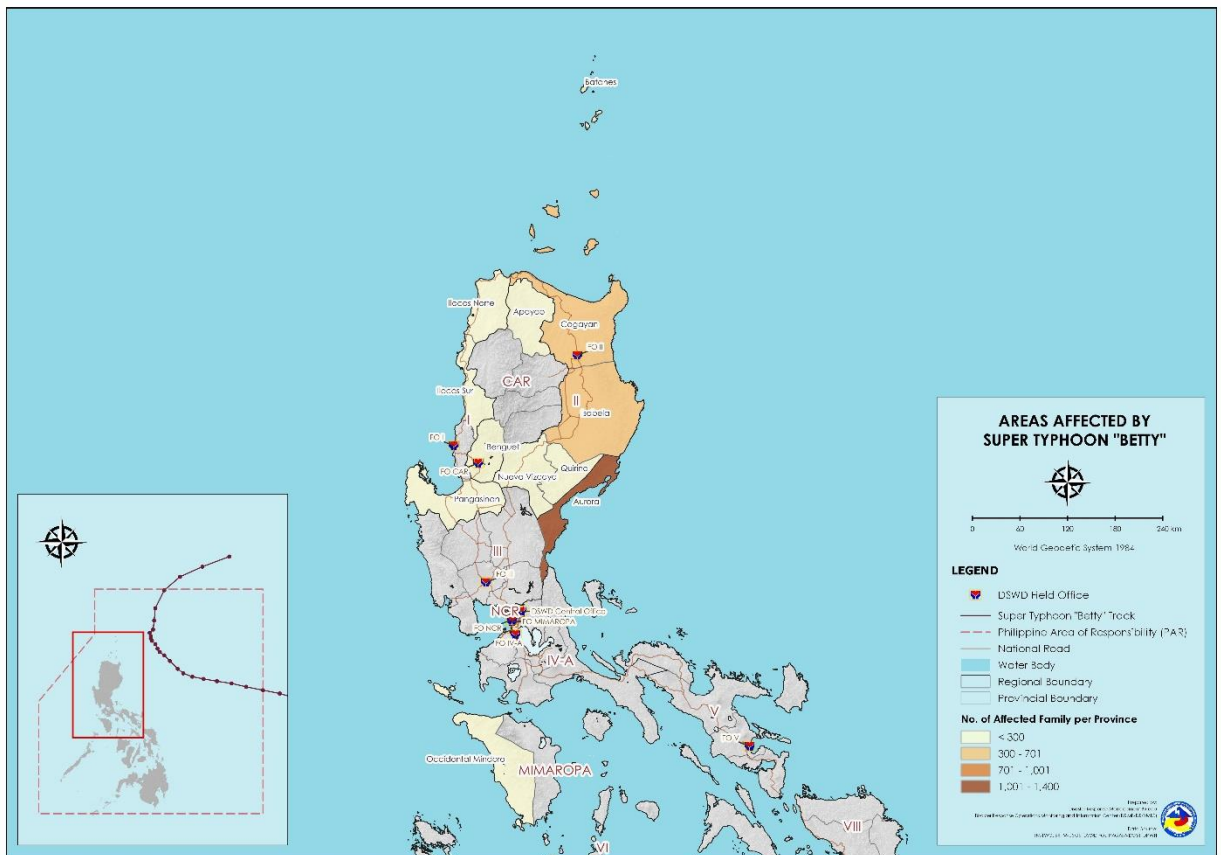 Batanes
Ilocos Norte
Apayao
Cagayan
FO II
CAR
Ilocos Sur
II
Isabela
I
FO I
Benguet
FO CAR
Quirino
Nueva Vizcaya
Pangasinan
Aurora
III
FO III
NCR
DSWD Central Office
FO NCR
FO MIMAROPA
FO IV-A
IV-A
V
FO V
Occidental Mindoro
MIMAROPA
VIII
VI
AREAS AFFECTED BY
SUPER TYPHOON "BETTY"
0 60 120 180 240 km
World Geodetic System 1984
LEGEND
DSWD Field Office
Super Typhoon "Betty" Track
Philippine Area of Responsibility (PAR)
National Road
Water Body
Regional Boundary
Provincial Boundary
No. of Affected Family per Province
< 300
300 - 701
701 - 1,001
1,001 - 1,400
Prepared by: